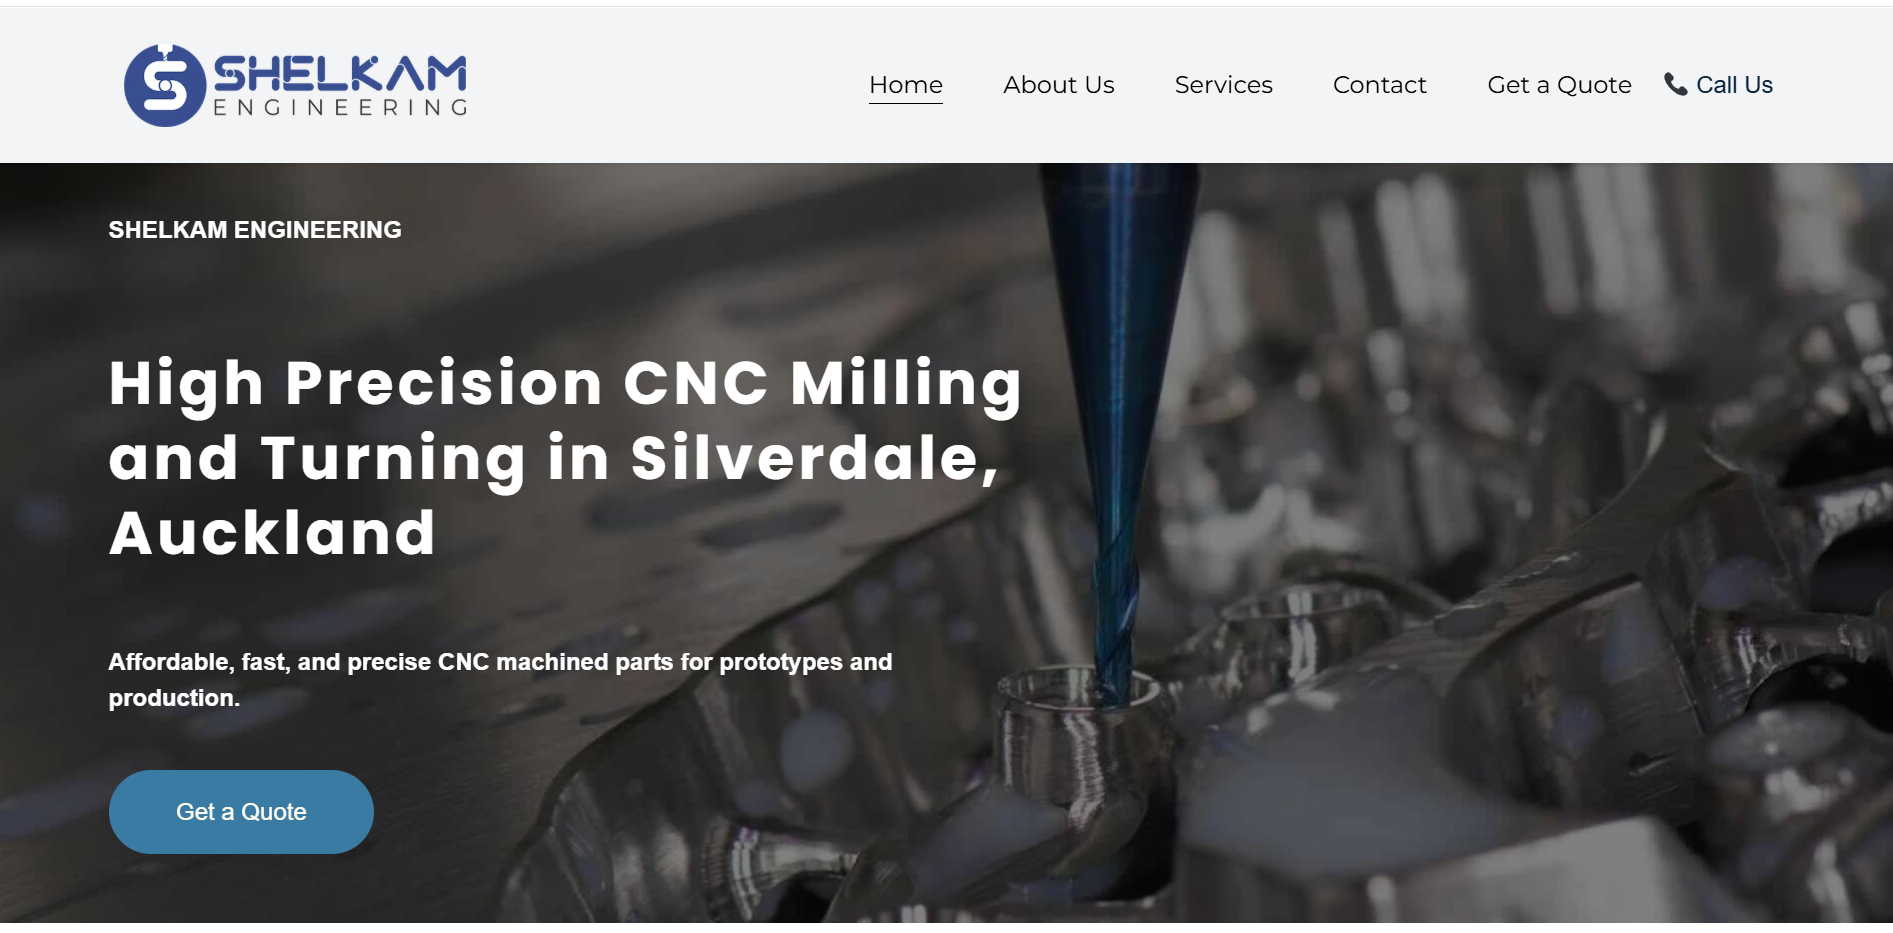 SHELKAM
ENGINEERING
Home About Us Services Contact Get a Quote Call Us
SHELKAM ENGINEERING
High Precision CNC Milling
and Turning in Silverdale,
Auckland
Affordable, fast, and precise CNC machined parts for prototypes and
production.
Get a Quote